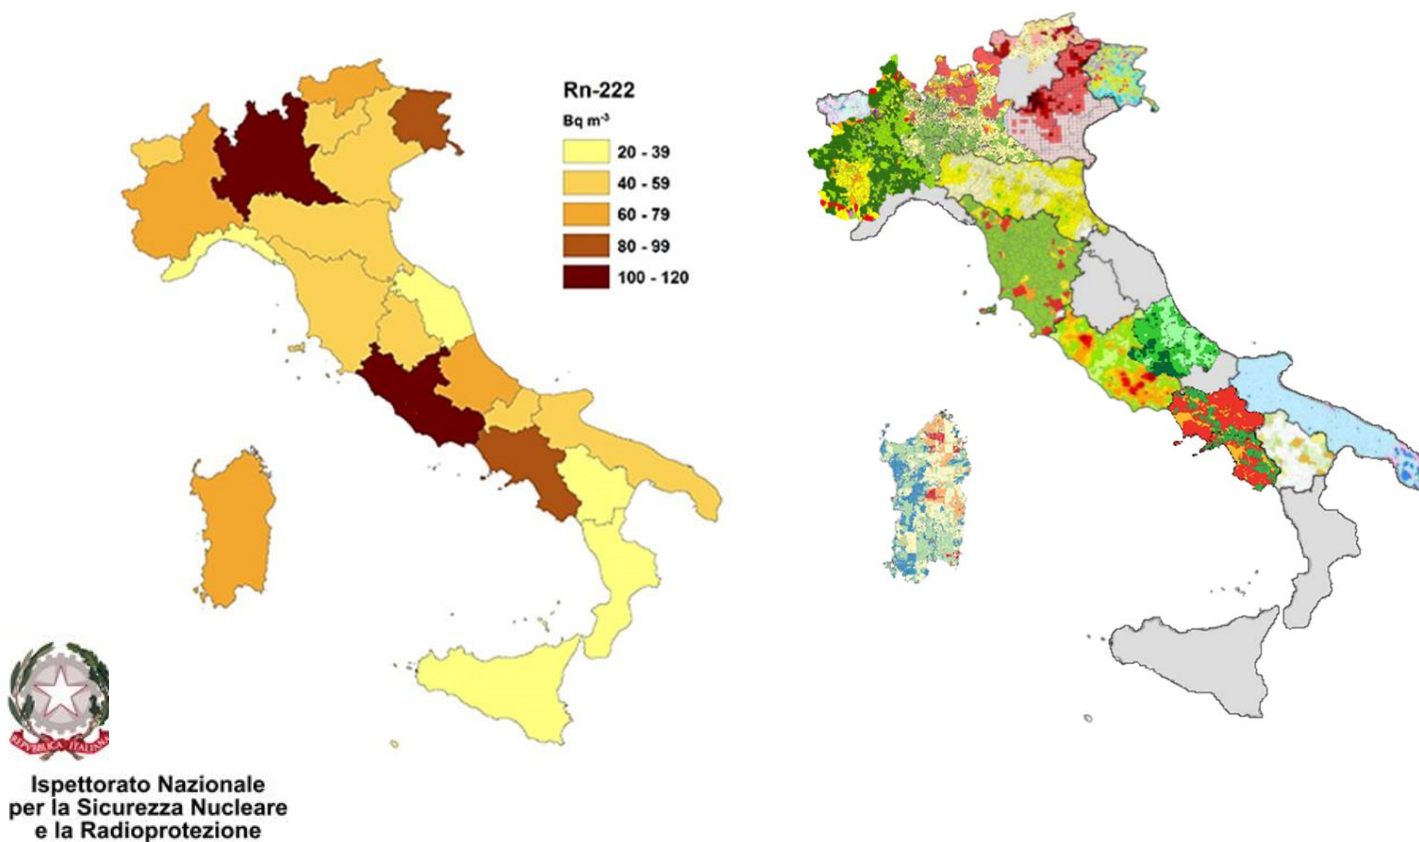 Rn-222
Bq m⁻³
20 - 39
40 - 59
60 - 79
80 - 99
100 - 120
REPVBBLICA ITALIANA
Ispettorato Nazionale
per la Sicurezza Nucleare
e la Radioprotezione